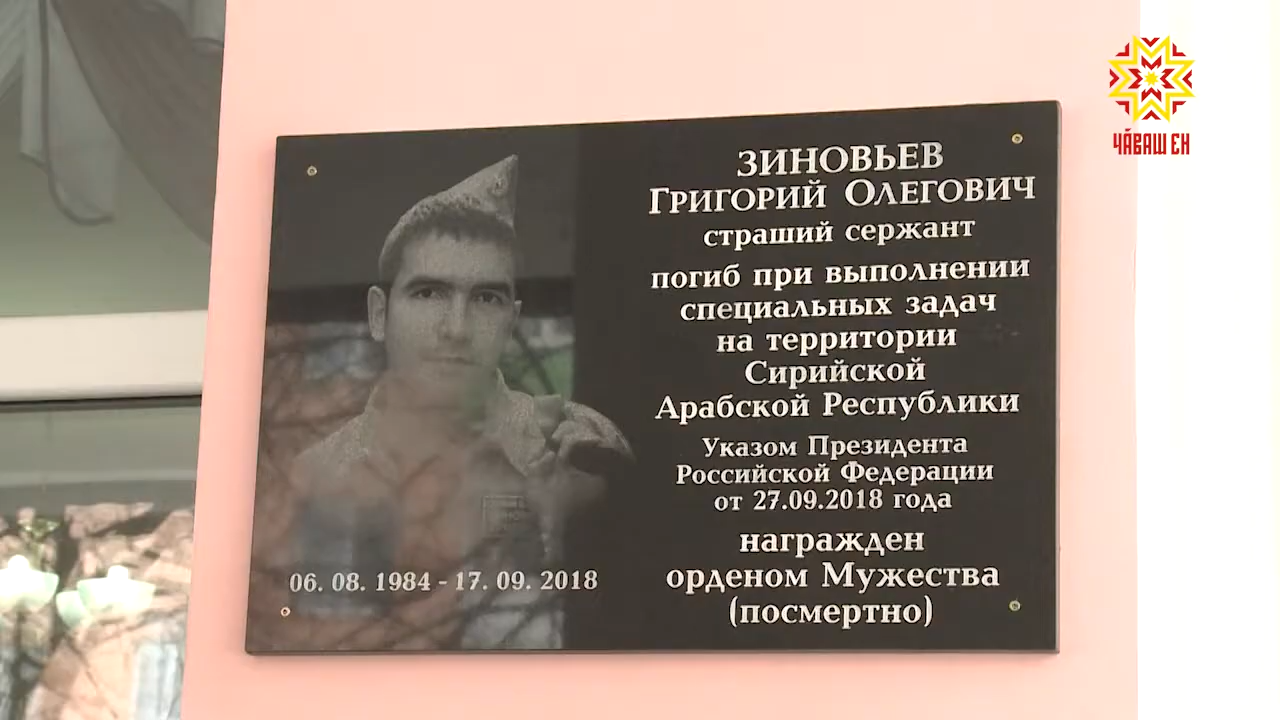 ЧӐВАШ ЕН
ЗИНОВЬЕВ
ГРИГОРИЙ ОЛЕГОВИЧ
страший сержант
погиб при выполнении
специальных задач
на территории
Сирийской
Арабской Республики
Указом Президента
Российской Федерации
от 27.09.2018 года
награжден
орденом Мужества
(посмертно)
06. 08. 1984 - 17. 09. 2018